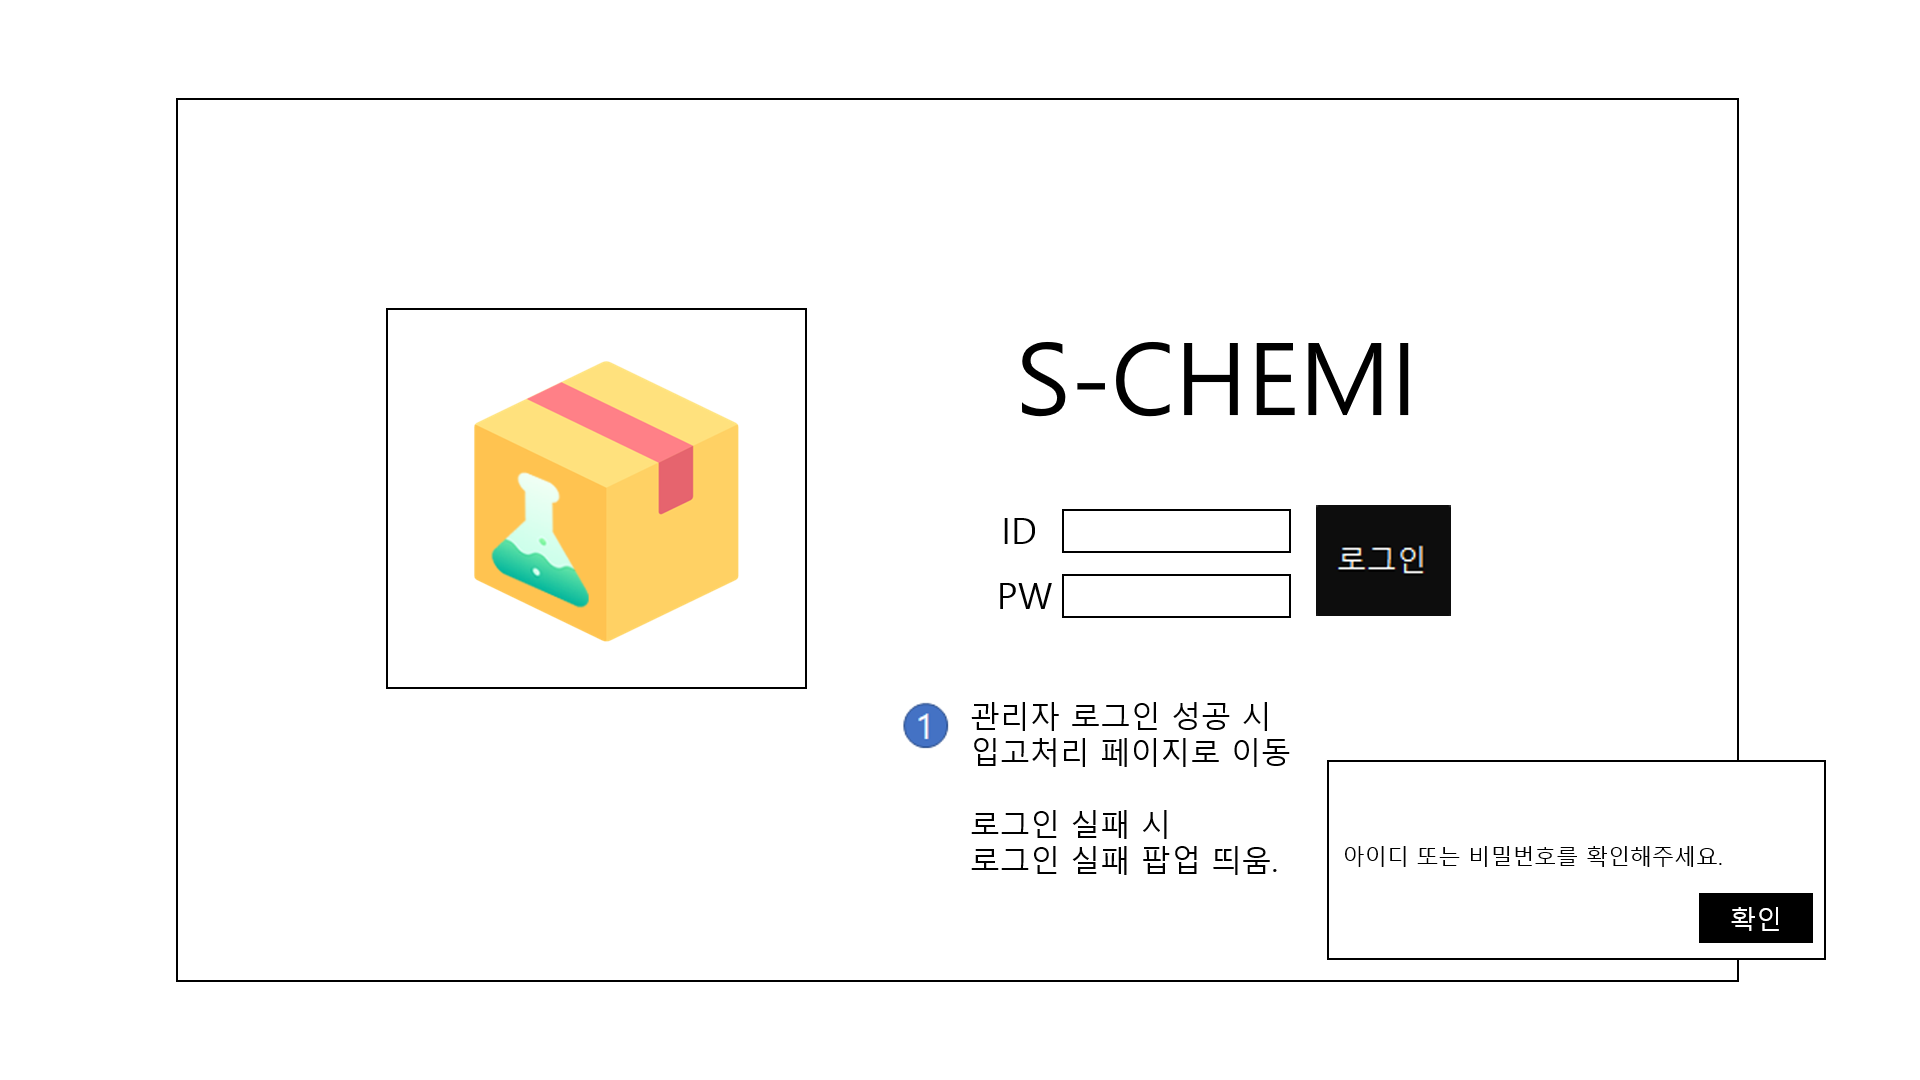 S-CHEMI
ID
PW
로그인
1
관리자 로그인 성공 시
입고처리 페이지로 이동
로그인 실패 시
로그인 실패 팝업 띄움.
아이디 또는 비밀번호를 확인해주세요.
확인